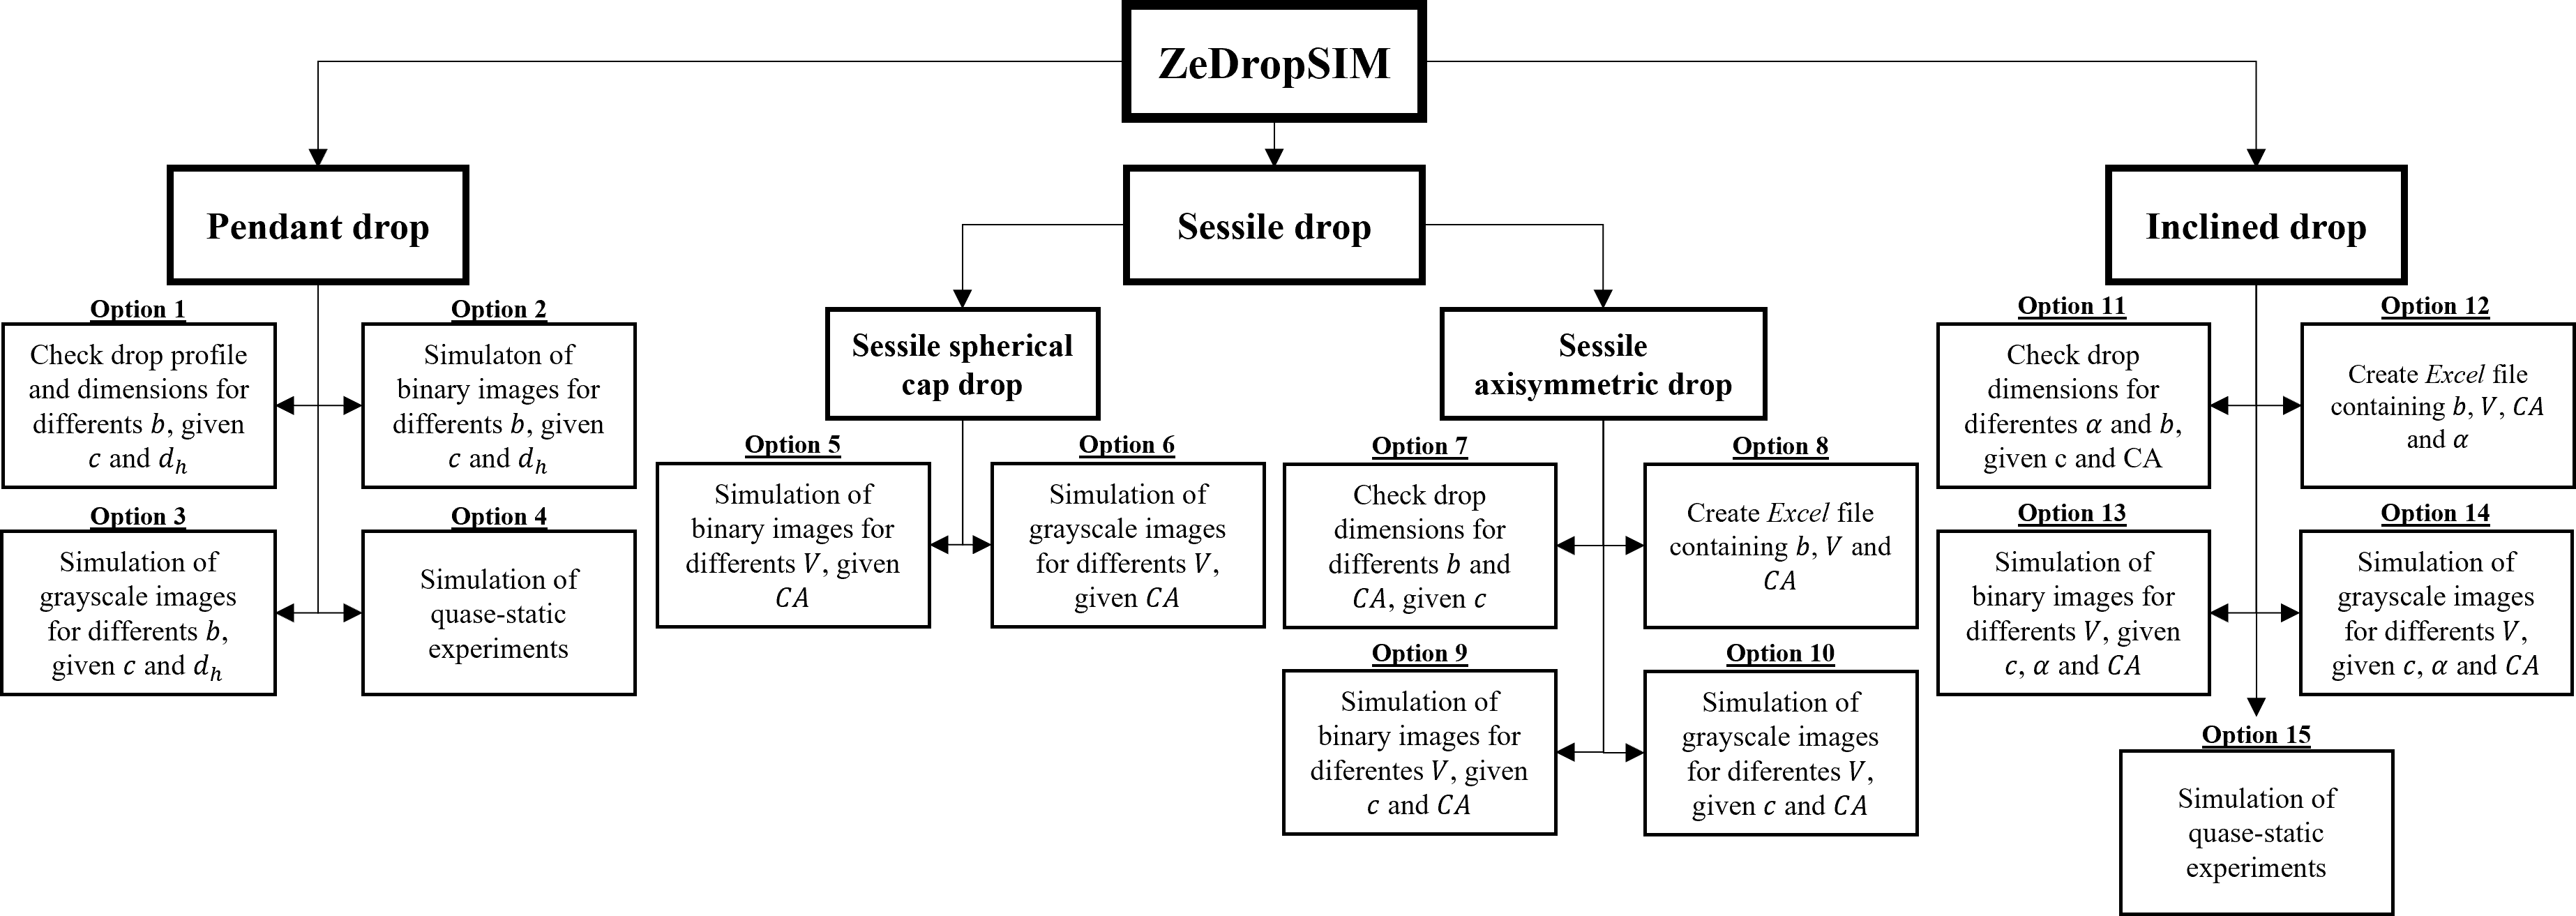 ZeDropSIM
Pendant drop
Option 1
Check drop profile
and dimensions for
differents b, given
c and d_h
Option 2
Simulaton of
binary images for
differents b, given
c and d_h
Option 3
Simulation of
grayscale images
for differents b,
given c and d_h
Option 4
Simulation of
quase-static
experiments
Sessile drop
Sessile spherical
cap drop
Option 5
Simulation of
binary images for
differents V, given
CA
Option 6
Simulation of
grayscale images
for differents V,
given CA
Sessile
axisymmetric drop
Option 7
Check drop
dimensions for
differents b and
CA, given c
Option 8
Create Excel file
containing b, V and
CA
Option 9
Simulation of
binary images for
diferentes V, given
c and CA
Option 10
Simulation of
grayscale images
for diferentes V,
given c and CA
Inclined drop
Option 11
Check drop
dimensions for
diferentes α and b,
given c and CA
Option 12
Create Excel file
containing b, V, CA
and α
Option 13
Simulation of
binary images for
differents V, given
c, α and CA
Option 14
Simulation of
grayscale images
for differents V,
given c, α and CA
Option 15
Simulation of
quase-static
experiments